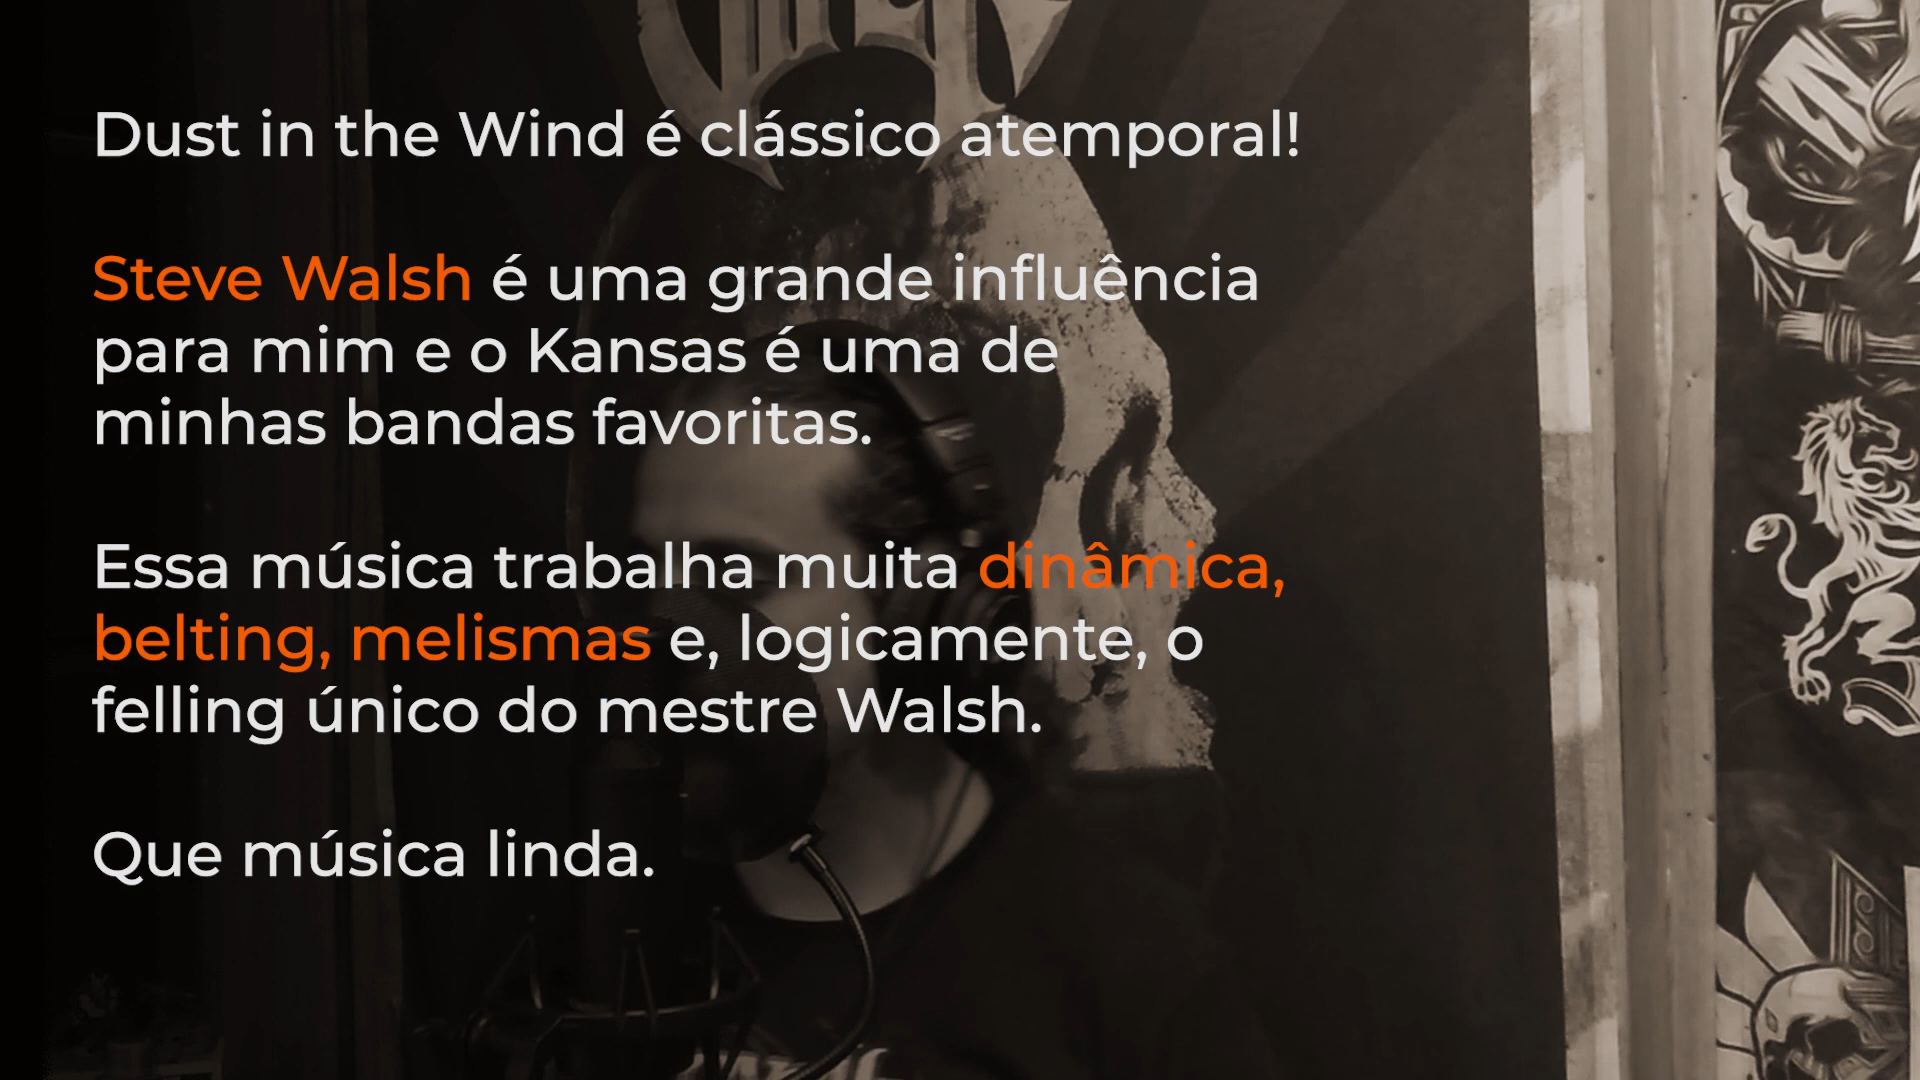 Dust in the Wind é clássico atemporal!
Steve Walsh é uma grande influência
para mim e o Kansas é uma de
minhas bandas favoritas.
Essa música trabalha muita dinâmica,
belting, melismas e, logicamente, o
felling único do mestre Walsh.
Que música linda.